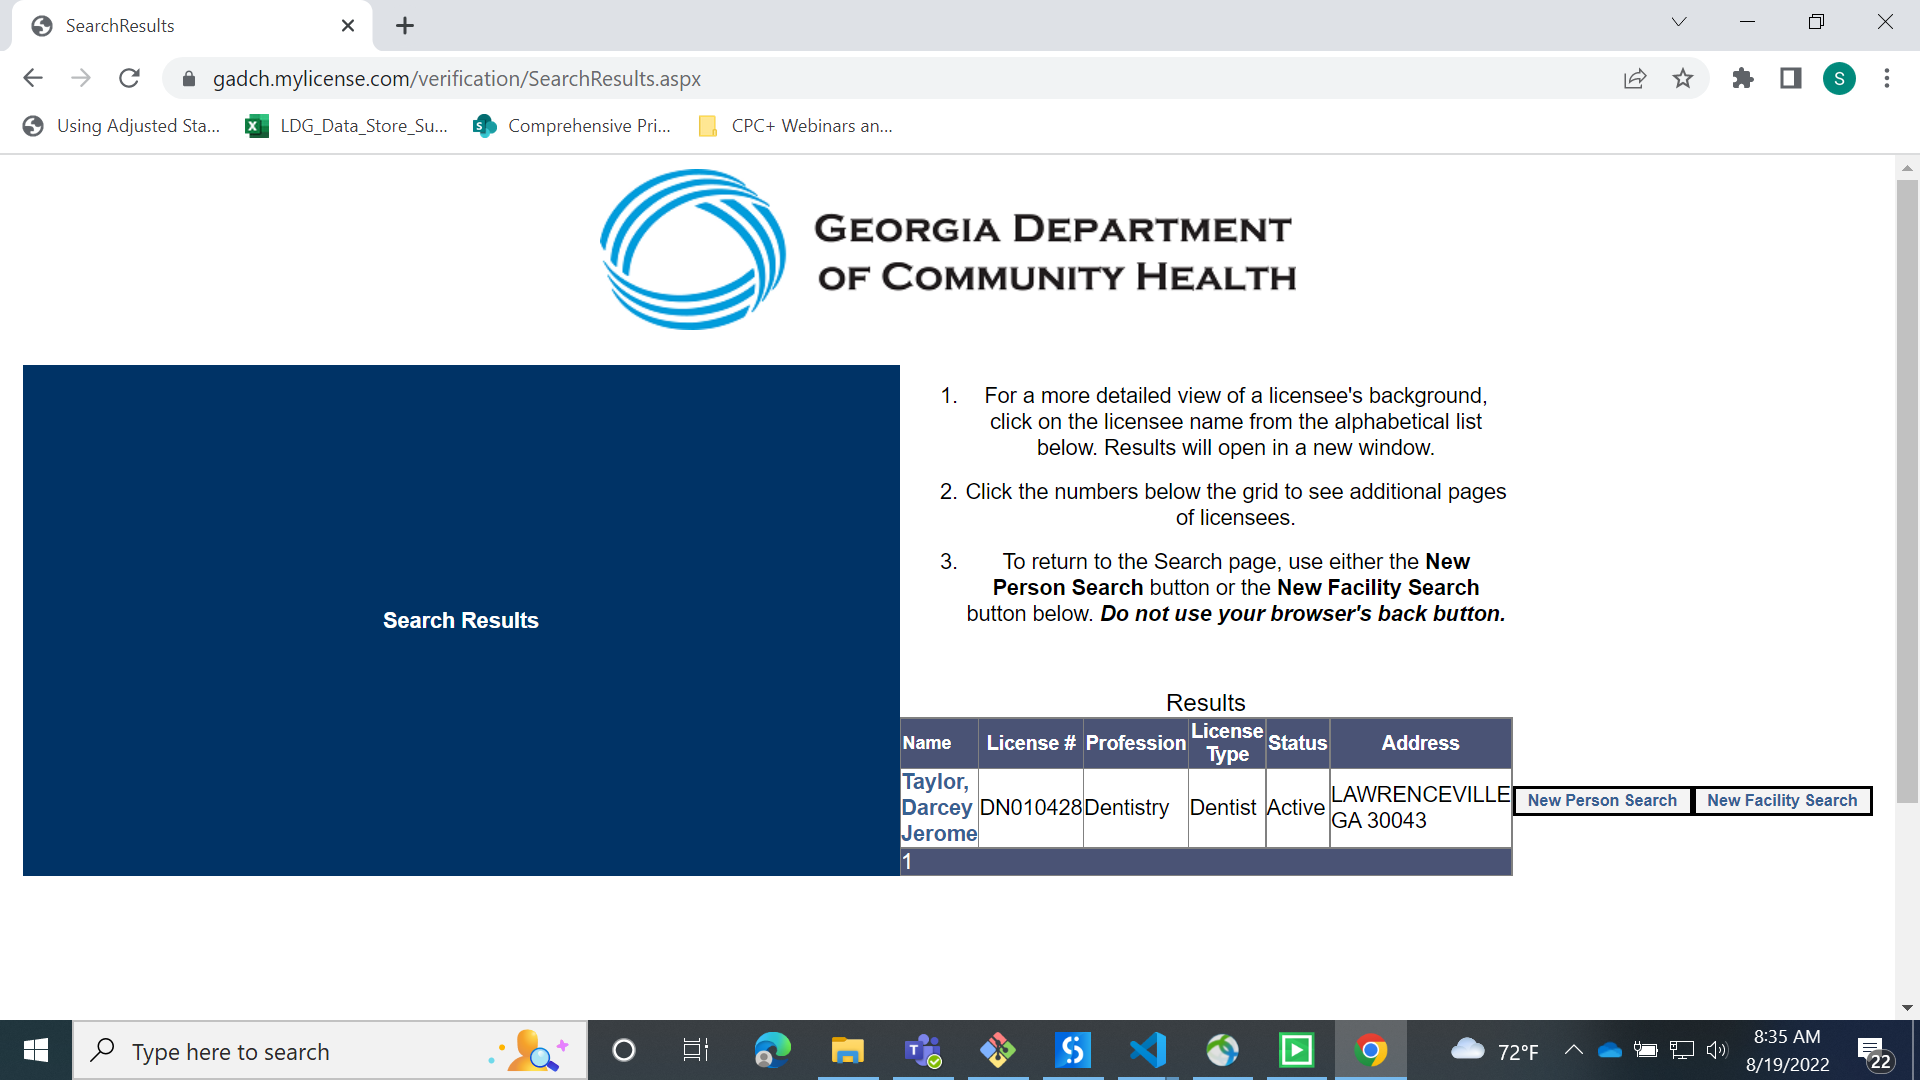 SearchResults
gadch.mylicense.com/verification/SearchResults.aspx
S
Using Adjusted Sta...
LDG_Data_Store_Su...
Comprehensive Pri...
CPC+ Webinars an...
GEORGIA DEPARTMENT
OF COMMUNITY HEALTH
Search Results
1. For a more detailed view of a licensee's background,
click on the licensee name from the alphabetical list
below. Results will open in a new window.
2. Click the numbers below the grid to see additional pages
of licensees.
3. To return to the Search page, use either the New
Person Search button or the New Facility Search
button below. Do not use your browser's back button.
Results
Name License # Profession License Type Status Address
Taylor, Darcey Jerome DN010428 Dentistry Dentist Active LAWRENCEVILLE GA 30043
New Person Search New Facility Search
1
Type here to search
72°F
8:35 AM
8/19/2022
22